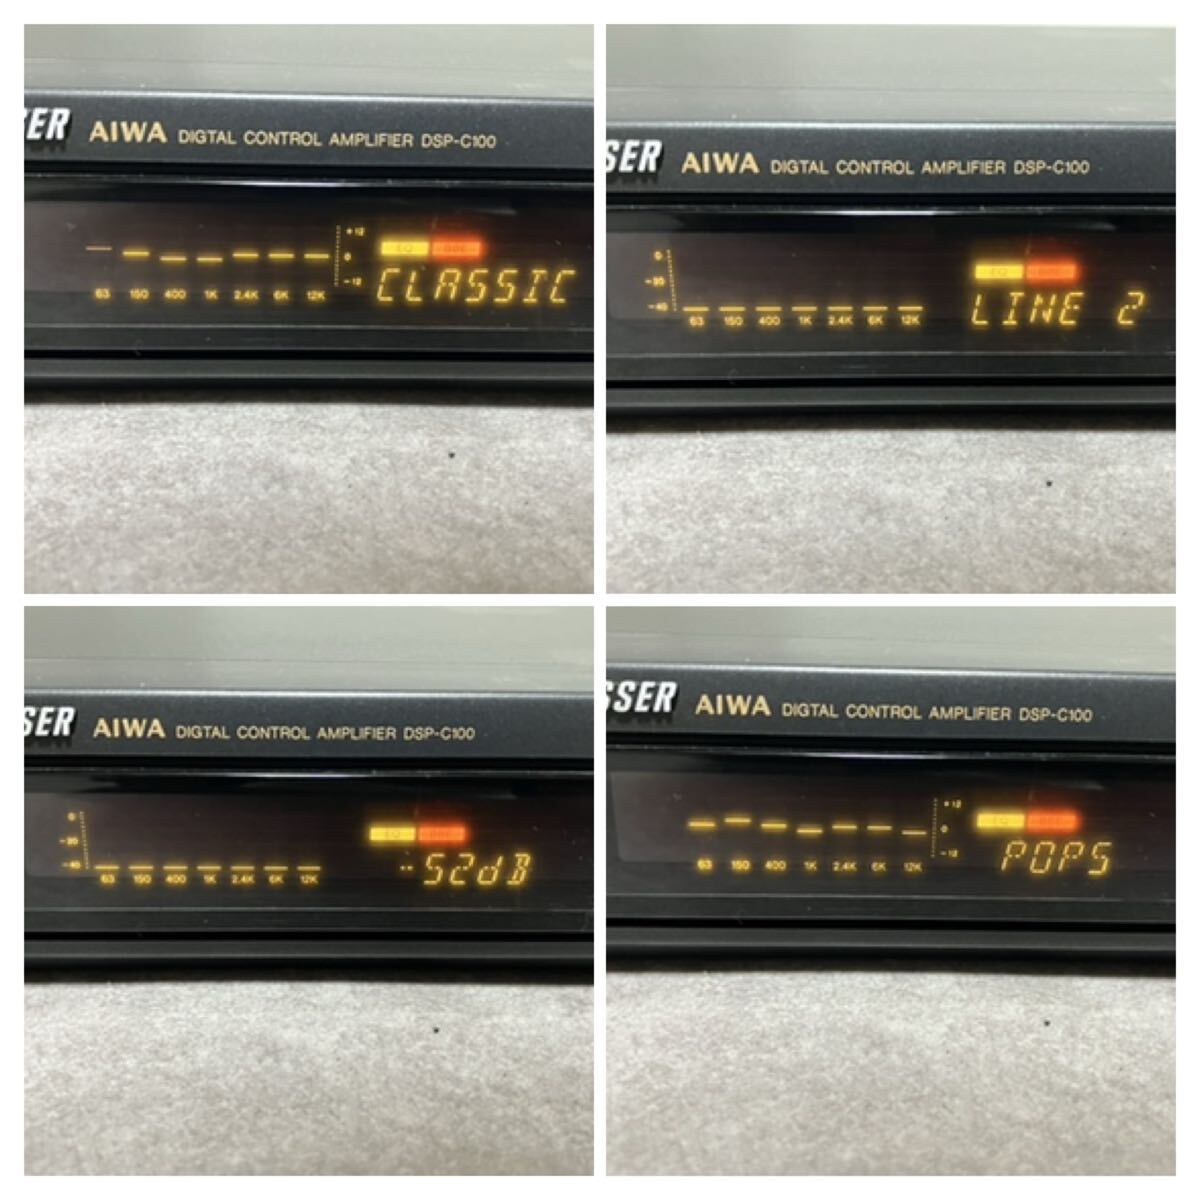 SER AIWA DIGTAL CONTROL AMPLIFIER DSP-C100
+12
EQ
0
-12
CLASSIC
63 150 400 1K 2.4K 6K 12K
SER AIWA DIGTAL CONTROL AMPLIFIER DSP-C100
0
-20
-40
EQ
LINE 2
63 150 400 1K 2.4K 6K 12K
SER AIWA DIGTAL CONTROL AMPLIFIER DSP-C100
0
-20
-40
EQ
-- 52dB
63 150 400 1K 2.4K 6K 12K
SSER AIWA DIGTAL CONTROL AMPLIFIER DSP-C100
+12
EQ
0
-12
POPS
63 150 400 1K 2.4K 6K 12K